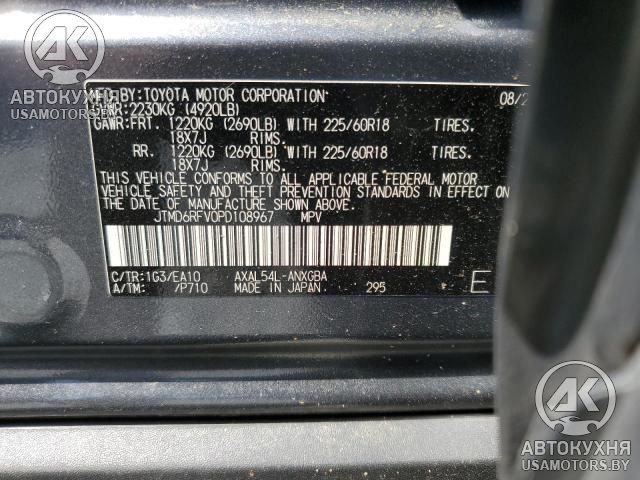 AK
АВТОКУХНЯ
USAMOTORS.BY
MFD BY:TOYOTA MOTOR CORPORATION 08/2
GVWR:2230KG (4920LB)
GAWR:FRT. 1220KG (2690LB) WITH 225/60R18 TIRES.
18X7J RIMS.
RR. 1220KG (2690LB) WITH 225/60R18 TIRES.
18X7J RIMS.
THIS VEHICLE CONFORMS TO ALL APPLICABLE FEDERAL MOTOR
VEHICLE SAFETY AND THEFT PREVENTION STANDARDS IN EFFECT ON
THE DATE OF MANUFACTURE SHOWN ABOVE.
JTMD6RFV0PD108967 MPV
C/TR:1G3/EA10 AXAL54L-ANXGBA
A/TM: /P710 MADE IN JAPAN 295 E
AK
АВТОКУХНЯ
USAMOTORS.BY